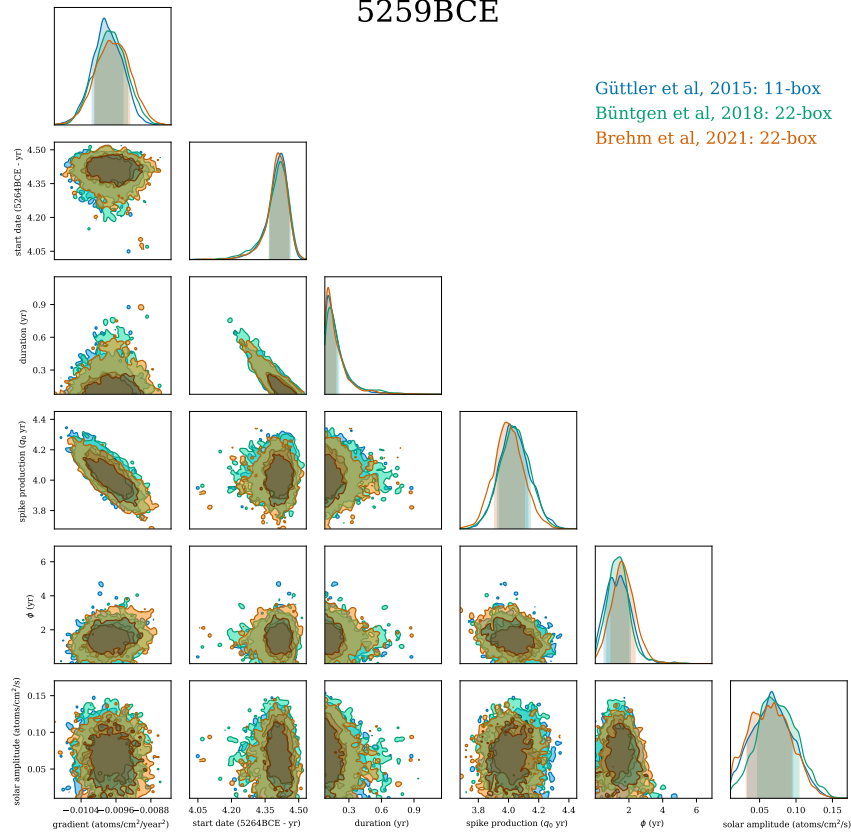 5259BCE
Güttler et al, 2015: 11-box
Büntgen et al, 2018: 22-box
Brehm et al, 2021: 22-box
start date (5264BCE - yr)
4.50
4.35
4.20
4.05
duration (yr)
0.9
0.6
0.3
spike production (q₀ yr)
4.4
4.2
4.0
3.8
ϕ (yr)
6
4
2
solar amplitude (atoms/cm²/s)
0.15
0.10
0.05
−0.0104 −0.0096 −0.0088
4.05 4.20 4.35 4.50
0.3 0.6 0.9
3.8 4.0 4.2 4.4
2 4 6
0.05 0.10 0.15
gradient (atoms/cm²/year²)
start date (5264BCE - yr)
duration (yr)
spike production (q₀ yr)
ϕ (yr)
solar amplitude (atoms/cm²/s)